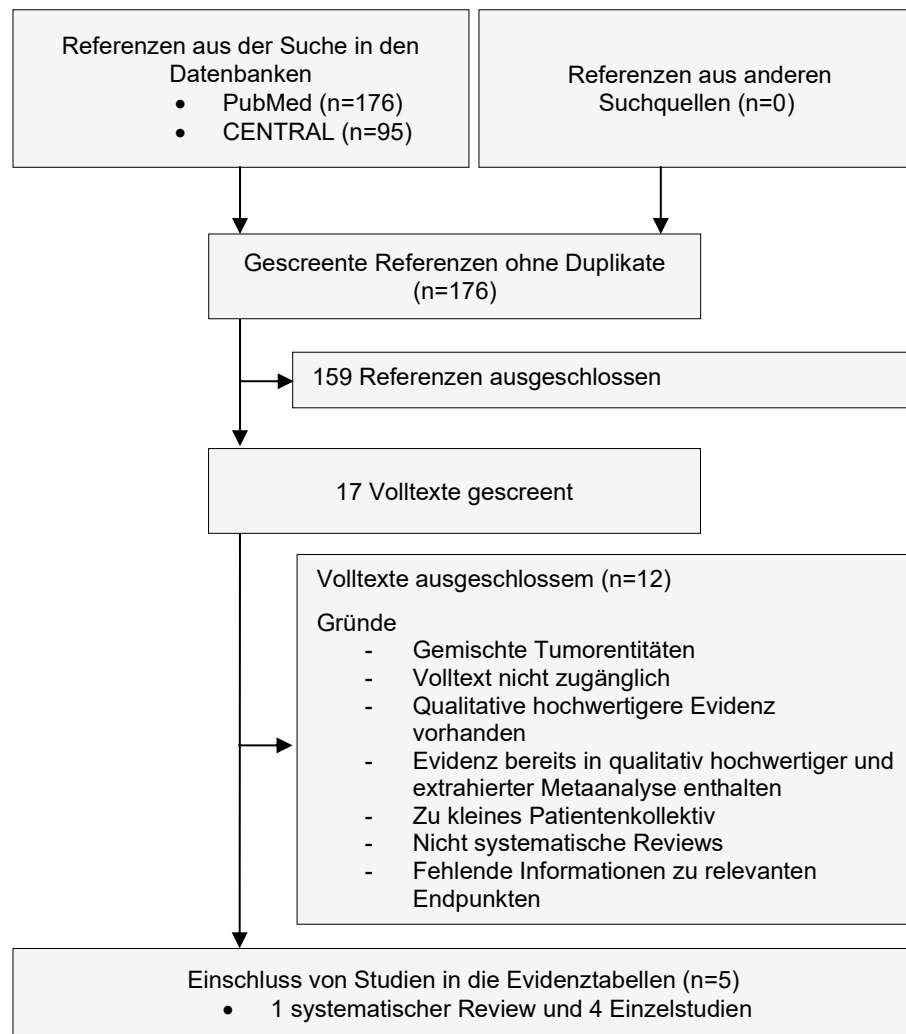 Referenzen aus der Suche in den
Datenbanken
• PubMed (n=176)
• CENTRAL (n=95)
Referenzen aus anderen
Suchquellen (n=0)
Gescreente Referenzen ohne Duplikate
(n=176)
159 Referenzen ausgeschlossen
17 Volltexte gescreent
Volltexte ausgeschlossem (n=12)
Gründe
- Gemischte Tumorentitäten
- Volltext nicht zugänglich
- Qualitative hochwertigere Evidenz
vorhanden
- Evidenz bereits in qualitativ hochwertiger und
extrahierter Metaanalyse enthalten
- Zu kleines Patientenkollektiv
- Nicht systematische Reviews
- Fehlende Informationen zu relevanten
Endpunkten
Einschluss von Studien in die Evidenztabellen (n=5)
• 1 systematischer Review und 4 Einzelstudien